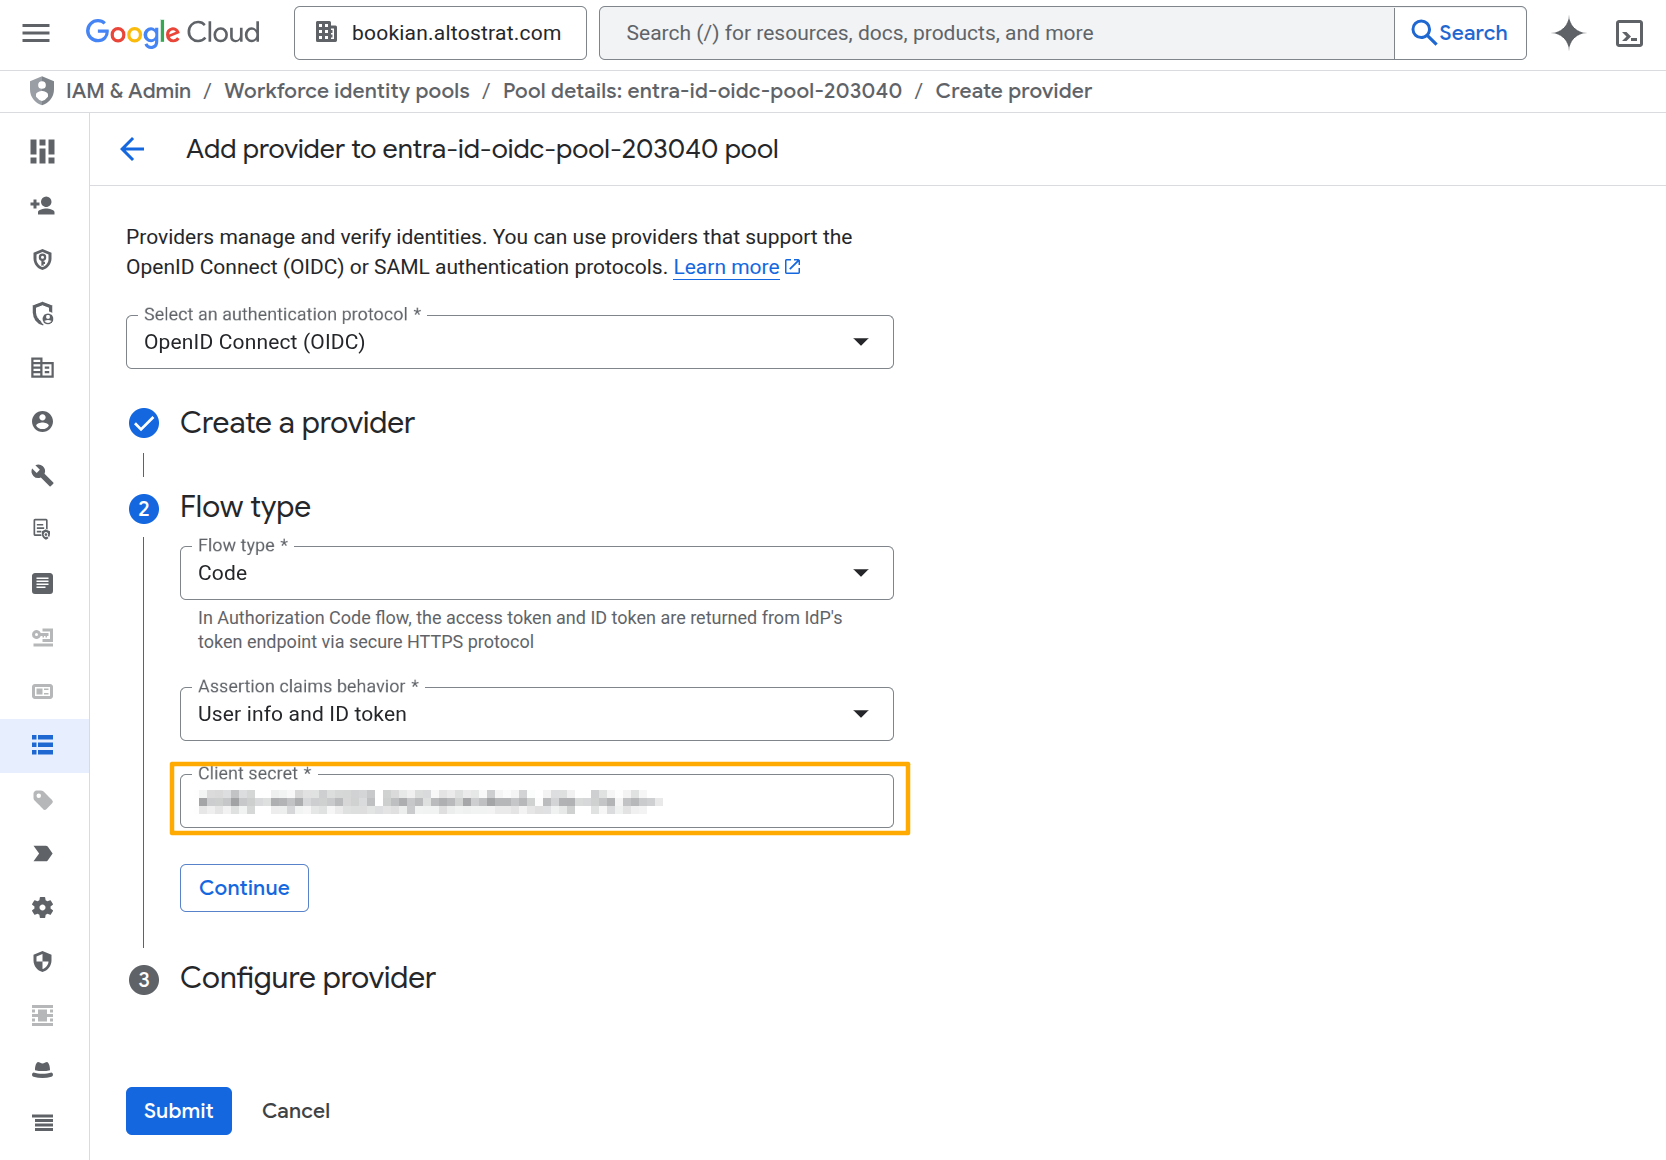 Google Cloud
bookian.altostrat.com
Search (/) for resources, docs, products, and more
Search
IAM & Admin / Workforce identity pools / Pool details: entra-id-oidc-pool-203040 / Create provider
Add provider to entra-id-oidc-pool-203040 pool
Providers manage and verify identities. You can use providers that support the
OpenID Connect (OIDC) or SAML authentication protocols. Learn more
Select an authentication protocol *
OpenID Connect (OIDC)
Create a provider
2 Flow type
Flow type *
Code
In Authorization Code flow, the access token and ID token are returned from IdP's
token endpoint via secure HTTPS protocol
Assertion claims behavior *
User info and ID token
Client secret *
Continue
3 Configure provider
Submit Cancel